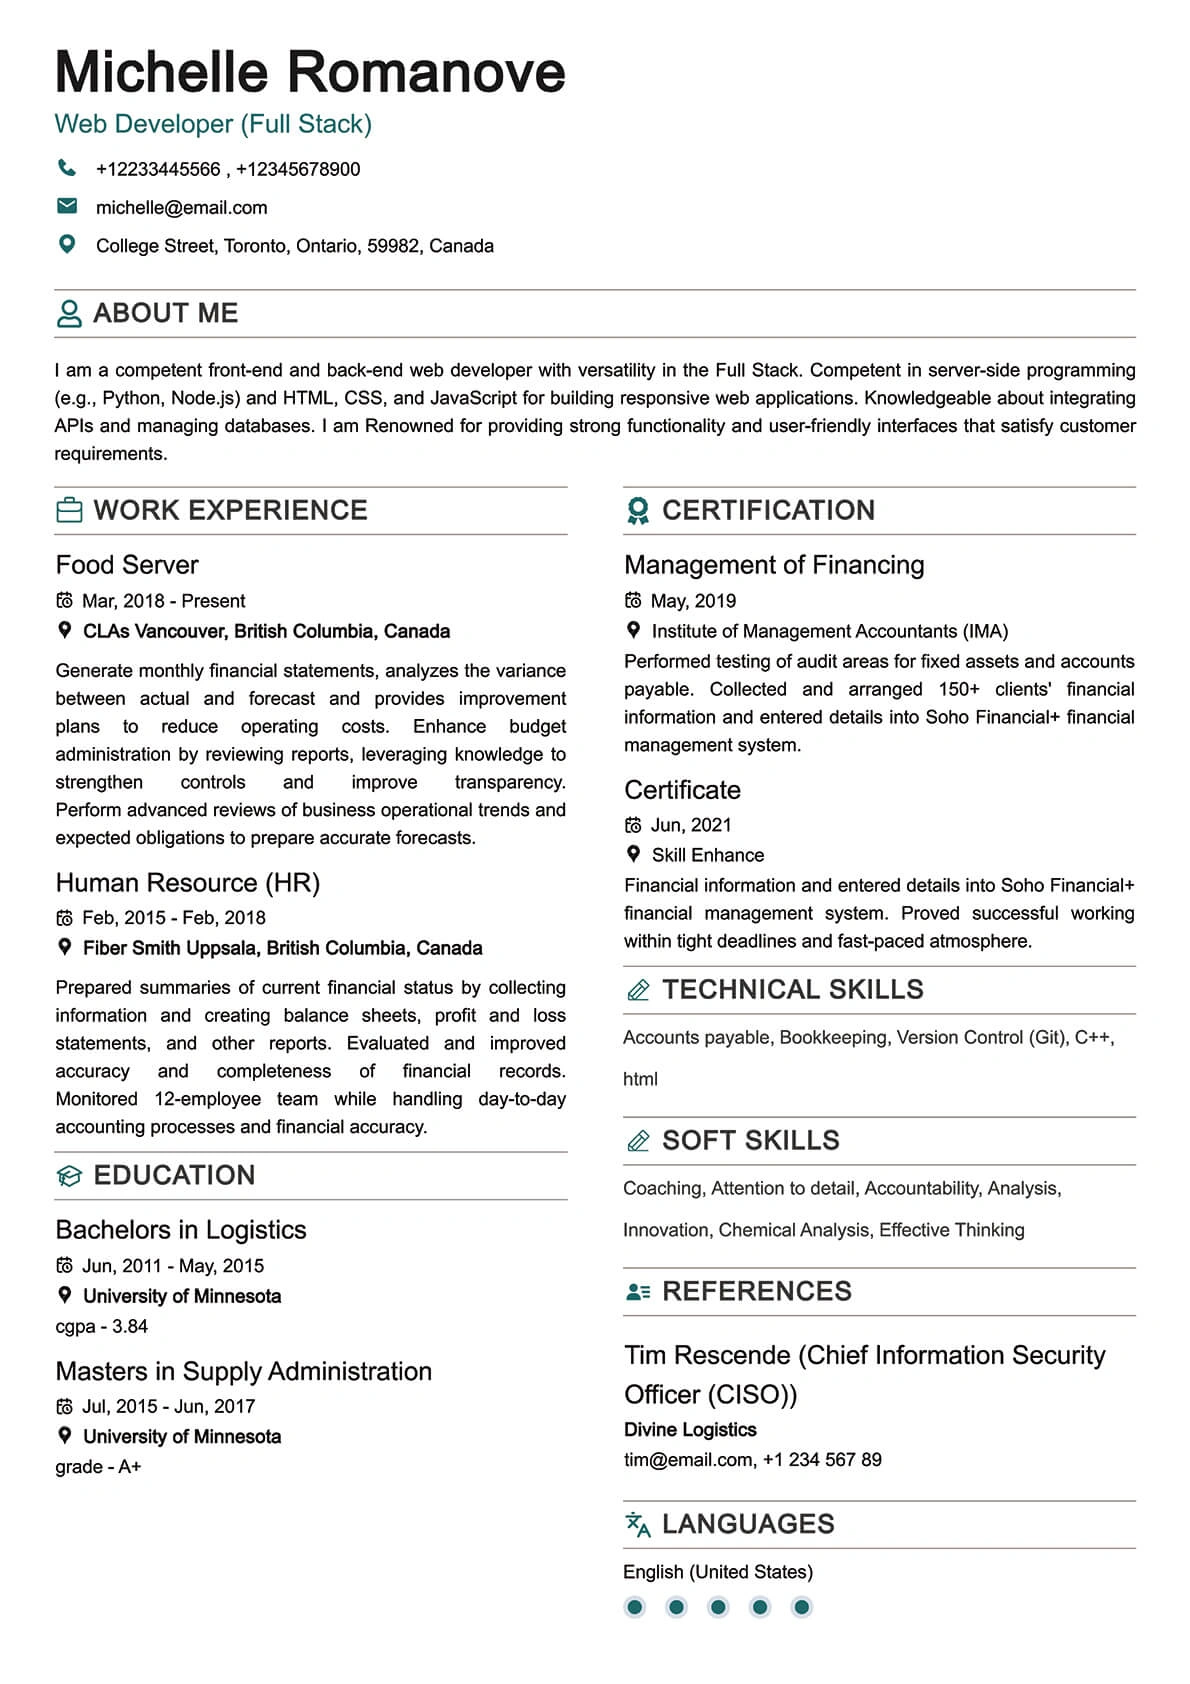 Michelle Romanove
Web Developer (Full Stack)
+12233445566 , +12345678900
michelle@email.com
College Street, Toronto, Ontario, 59982, Canada
ABOUT ME
I am a competent front-end and back-end web developer with versatility in the Full Stack. Competent in server-side programming
(e.g., Python, Node.js) and HTML, CSS, and JavaScript for building responsive web applications. Knowledgeable about integrating
APIs and managing databases. I am Renowned for providing strong functionality and user-friendly interfaces that satisfy customer
requirements.
WORK EXPERIENCE
Food Server
Mar, 2018 - Present
CLAs Vancouver, British Columbia, Canada
Generate monthly financial statements, analyzes the variance
between actual and forecast and provides improvement
plans to reduce operating costs. Enhance budget
administration by reviewing reports, leveraging knowledge to
strengthen controls and improve transparency.
Perform advanced reviews of business operational trends and
expected obligations to prepare accurate forecasts.
Human Resource (HR)
Feb, 2015 - Feb, 2018
Fiber Smith Uppsala, British Columbia, Canada
Prepared summaries of current financial status by collecting
information and creating balance sheets, profit and loss
statements, and other reports. Evaluated and improved
accuracy and completeness of financial records.
Monitored 12-employee team while handling day-to-day
accounting processes and financial accuracy.
EDUCATION
Bachelors in Logistics
Jun, 2011 - May, 2015
University of Minnesota
cgpa - 3.84
Masters in Supply Administration
Jul, 2015 - Jun, 2017
University of Minnesota
grade - A+
CERTIFICATION
Management of Financing
May, 2019
Institute of Management Accountants (IMA)
Performed testing of audit areas for fixed assets and accounts
payable. Collected and arranged 150+ clients' financial
information and entered details into Soho Financial+ financial
management system.
Certificate
Jun, 2021
Skill Enhance
Financial information and entered details into Soho Financial+
financial management system. Proved successful working
within tight deadlines and fast-paced atmosphere.
TECHNICAL SKILLS
Accounts payable, Bookkeeping, Version Control (Git), C++,
html
SOFT SKILLS
Coaching, Attention to detail, Accountability, Analysis,
Innovation, Chemical Analysis, Effective Thinking
REFERENCES
Tim Rescende (Chief Information Security
Officer (CISO))
Divine Logistics
tim@email.com, +1 234 567 89
LANGUAGES
English (United States)